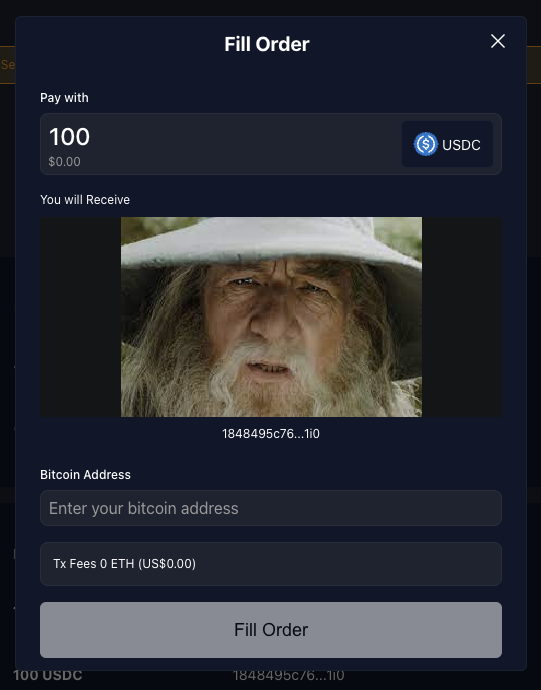 Fill Order
Se
Pay with
100
$0.00
USDC
You will Receive
1848495c76...1i0
Bitcoin Address
Enter your bitcoin address
Tx Fees 0 ETH (US$0.00)
Fill Order
100 USDC
1848495c76...1i0